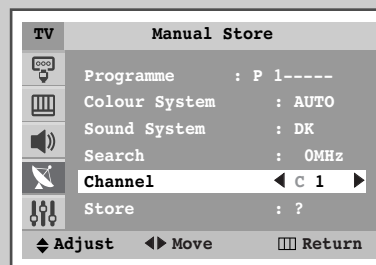 TV Manual Store
Programme : P 1-----
Colour System : AUTO
Sound System : DK
Search : 0MHz
Channel C 1
Store : ?
Adjust Move Return